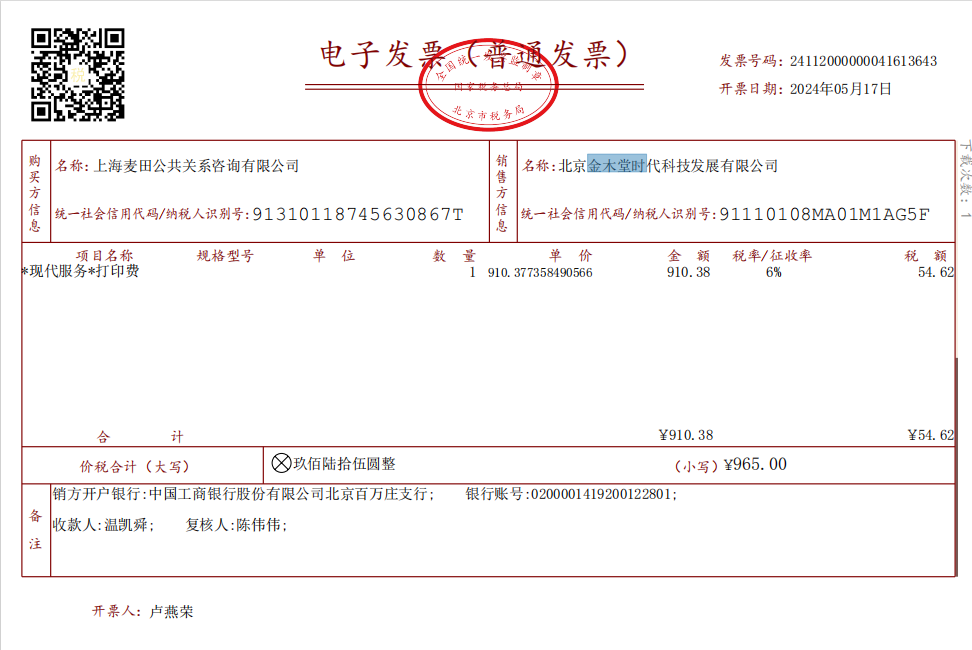 电子发票（普通发票）
全国统一发票监制章
国家税务总局
北京市税务局
发票号码：24112000000041613643
开票日期：2024年05月17日
购买方信息
名称：上海麦田公共关系咨询有限公司
统一社会信用代码/纳税人识别号：91310118745630867T
销售方信息
名称：北京金木堂时代科技发展有限公司
统一社会信用代码/纳税人识别号：91110108MA01M1AG5F
下载次数：1
项目名称 规格型号 单位 数量 单价 金额 税率/征收率 税额
*现代服务*打印费 1 910.377358490566 910.38 6% 54.62
合计 ¥910.38 ¥54.62
价税合计（大写） ⊗玖佰陆拾伍圆整 （小写）¥965.00
备注
销方开户银行:中国工商银行股份有限公司北京百万庄支行; 银行账号:0200001419200122801;
收款人:温凯舜; 复核人:陈伟伟;
开票人：卢燕荣